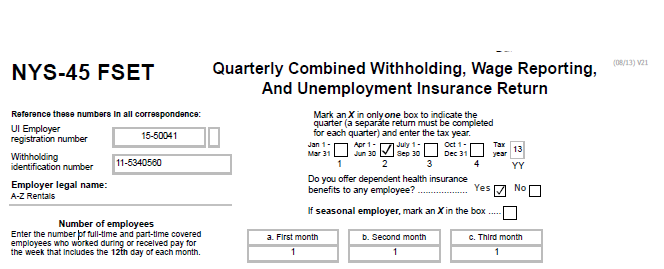 (08/13) V21
NYS-45 FSET
Quarterly Combined Withholding, Wage Reporting,
And Unemployment Insurance Return
Reference these numbers in all correspondence:
UI Employer
registration number
15-50041
Withholding
identification number
11-5340560
Employer legal name:
A-Z Rentals
Number of employees
Enter the number of full-time and part-time covered
employees who worked during or received pay for
the week that includes the 12th day of each month.
Mark an X in only one box to indicate the
quarter (a separate return must be completed
for each quarter) and enter the tax year.
Jan 1 - Apr 1 - July 1 - Oct 1 - Tax
Mar 31 Jun 30 Sep 30 Dec 31 year 13
1 2 3 4 YY
Do you offer dependent health insurance
benefits to any employee? ................... Yes No
If seasonal employer, mark an X in the box .....
a. First month b. Second month c. Third month
1 1 1